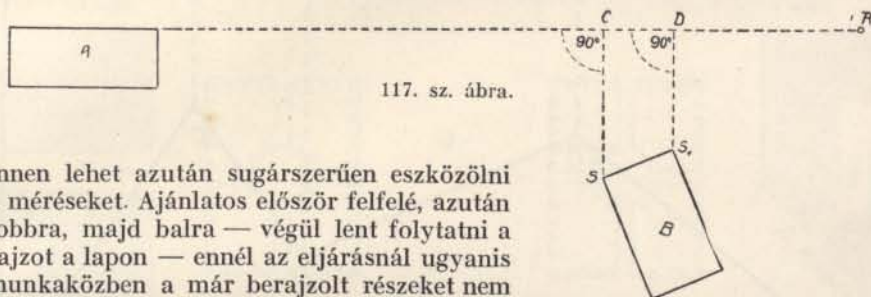 C D R
A 90° 90°
117. sz. ábra.
S S,
B
nnen lehet azután sugárszerűen eszközölni
méréseket. Ajánlatos először felfelé, azután
obbra, majd balra — végül lent folytatni a
ajzot a lapon — ennél az eljárásnál ugyanis
unkaközben a már berajzolt részeket nem